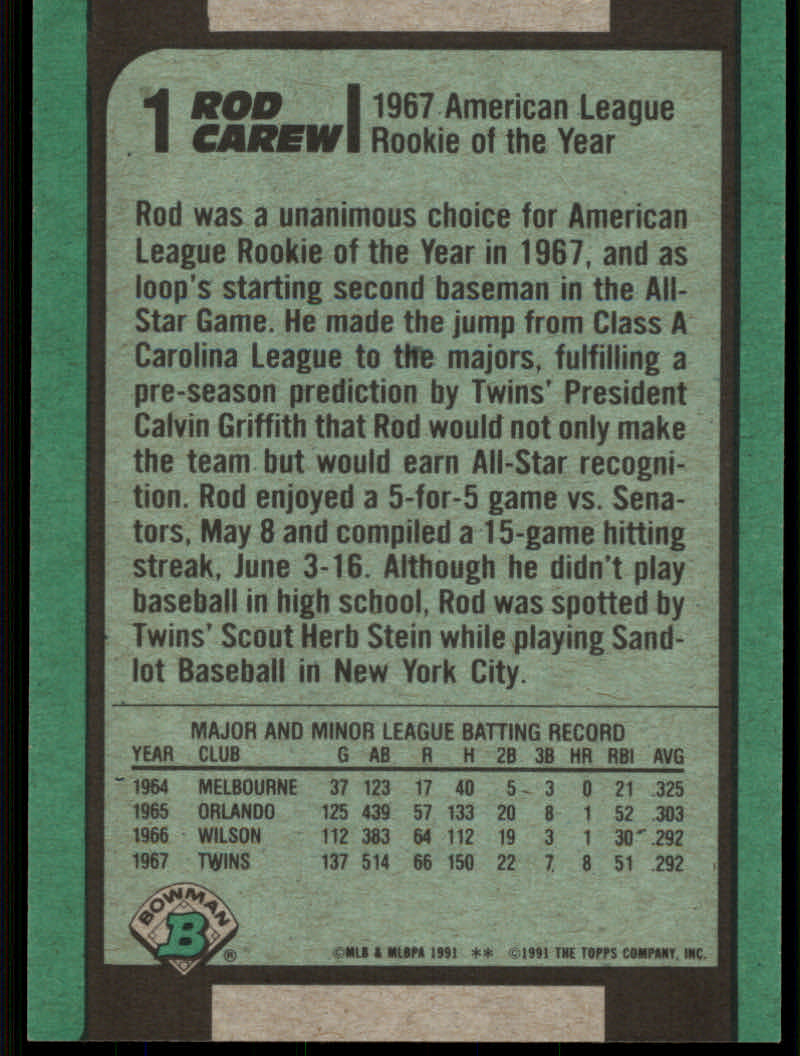 1 ROD CAREW 1967 American League Rookie of the Year
Rod was a unanimous choice for American
League Rookie of the Year in 1967, and as
loop's starting second baseman in the All-
Star Game. He made the jump from Class A
Carolina League to the majors, fulfilling a
pre-season prediction by Twins' President
Calvin Griffith that Rod would not only make
the team but would earn All-Star recogni-
tion. Rod enjoyed a 5-for-5 game vs. Sena-
tors, May 8 and compiled a 15-game hitting
streak, June 3-16. Although he didn't play
baseball in high school, Rod was spotted by
Twins' Scout Herb Stein while playing Sand-
lot Baseball in New York City.
MAJOR AND MINOR LEAGUE BATTING RECORD
YEAR CLUB G AB R H 2B 3B HR RBI AVG
1964 MELBOURNE 37 123 17 40 5 3 0 21 .325
1965 ORLANDO 125 439 57 133 20 8 1 52 .303
1966 WILSON 112 383 64 112 19 3 1 30 .292
1967 TWINS 137 514 66 150 22 7 8 51 .292
BOWMAN
B ®
©MLB & MLBPA 1991 ** ©1991 THE TOPPS COMPANY, INC.